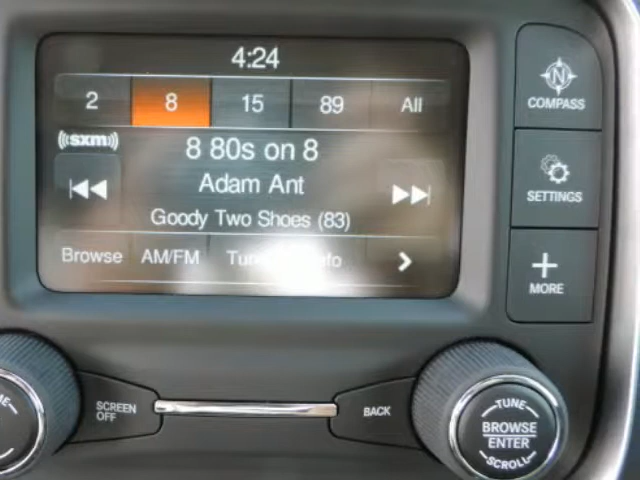 4:24
2 8 15 89 All
((sxm))
8 80s on 8
Adam Ant
Goody Two Shoes (83)
Browse AM/FM
N
COMPASS
SETTINGS
MORE
SCREEN
OFF
BACK
TUNE
BROWSE
ENTER
SCROLL